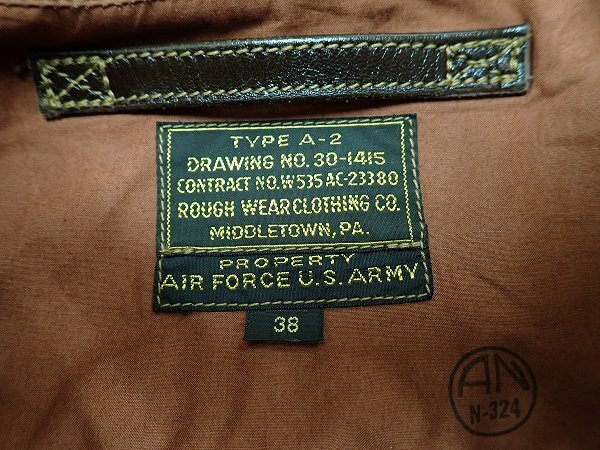 TYPE A-2
DRAWING NO. 30-1415
CONTRACT NO. W535 AC-23380
ROUGH WEAR CLOTHING CO.
MIDDLETOWN, PA.
PROPERTY
AIR FORCE U.S. ARMY
38
AN
N-324